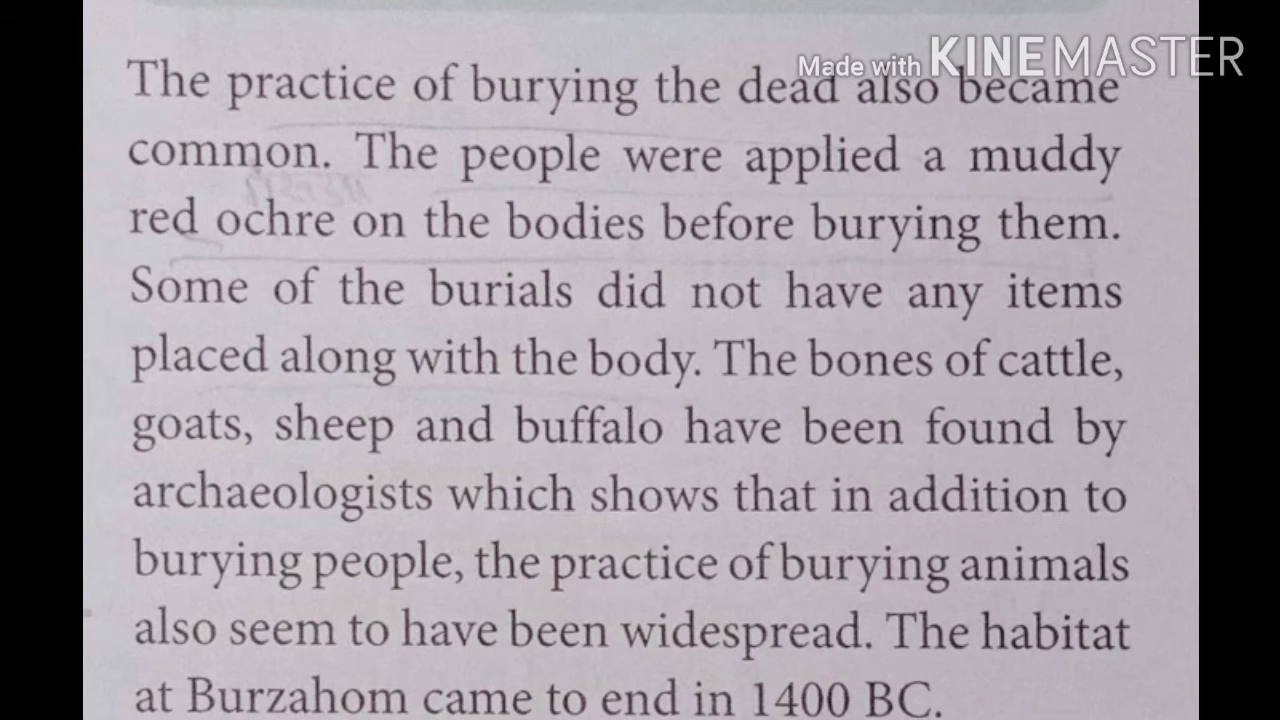 Made with KINEMASTER
The practice of burying the dead also became
common. The people were applied a muddy
red ochre on the bodies before burying them.
Some of the burials did not have any items
placed along with the body. The bones of cattle,
goats, sheep and buffalo have been found by
archaeologists which shows that in addition to
burying people, the practice of burying animals
also seem to have been widespread. The habitat
at Burzahom came to end in 1400 BC.